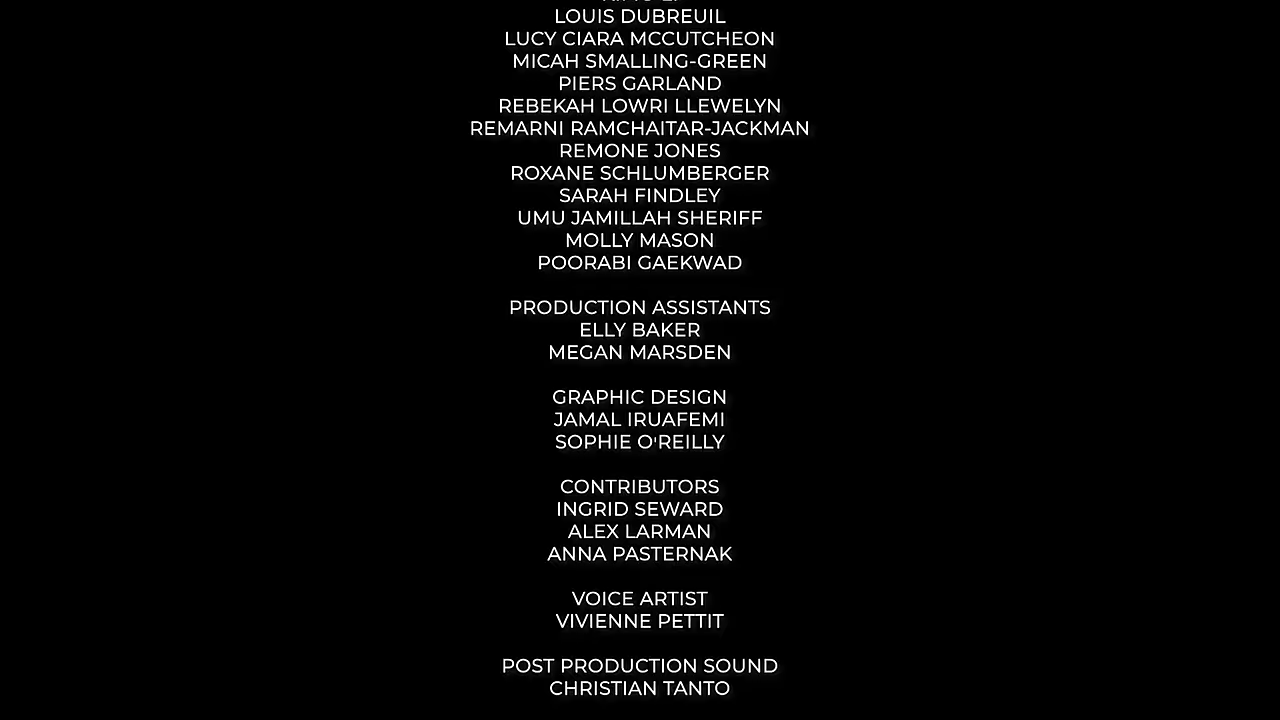 LOUIS DUBREUIL
LUCY CIARA MCCUTCHEON
MICAH SMALLING-GREEN
PIERS GARLAND
REBEKAH LOWRI LLEWELYN
REMARNI RAMCHAITAR-JACKMAN
REMONE JONES
ROXANE SCHLUMBERGER
SARAH FINDLEY
UMU JAMILLAH SHERIFF
MOLLY MASON
POORABI GAEKWAD
PRODUCTION ASSISTANTS
ELLY BAKER
MEGAN MARSDEN
GRAPHIC DESIGN
JAMAL IRUAFEMI
SOPHIE O'REILLY
CONTRIBUTORS
INGRID SEWARD
ALEX LARMAN
ANNA PASTERNAK
VOICE ARTIST
VIVIENNE PETTIT
POST PRODUCTION SOUND
CHRISTIAN TANTO